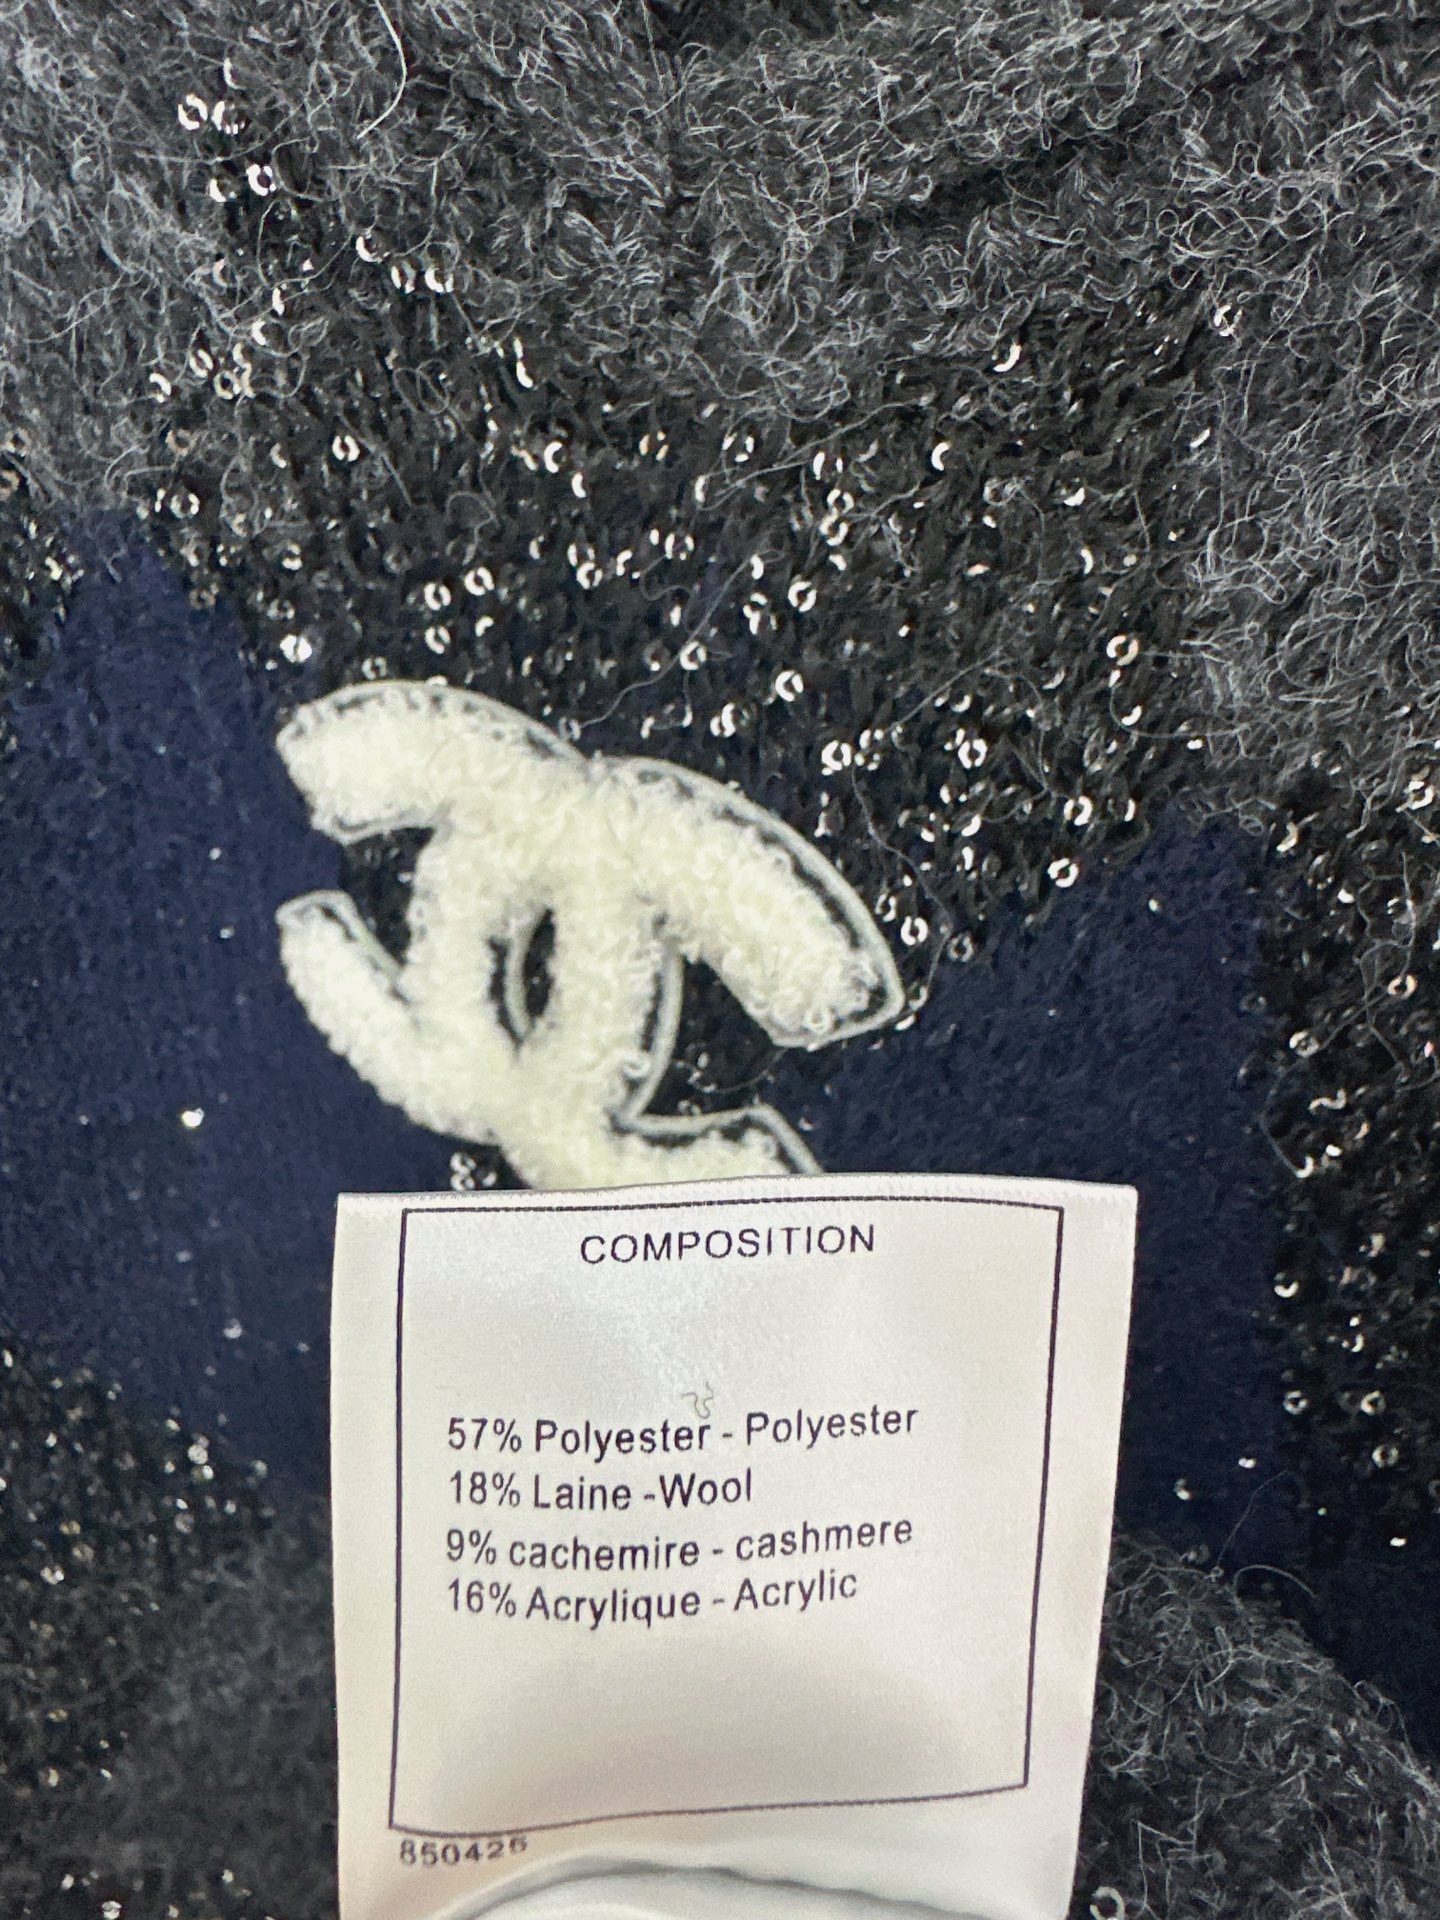 COMPOSITION
57% Polyester - Polyester
18% Laine -Wool
9% cachemire - cashmere
16% Acrylique - Acrylic
850426